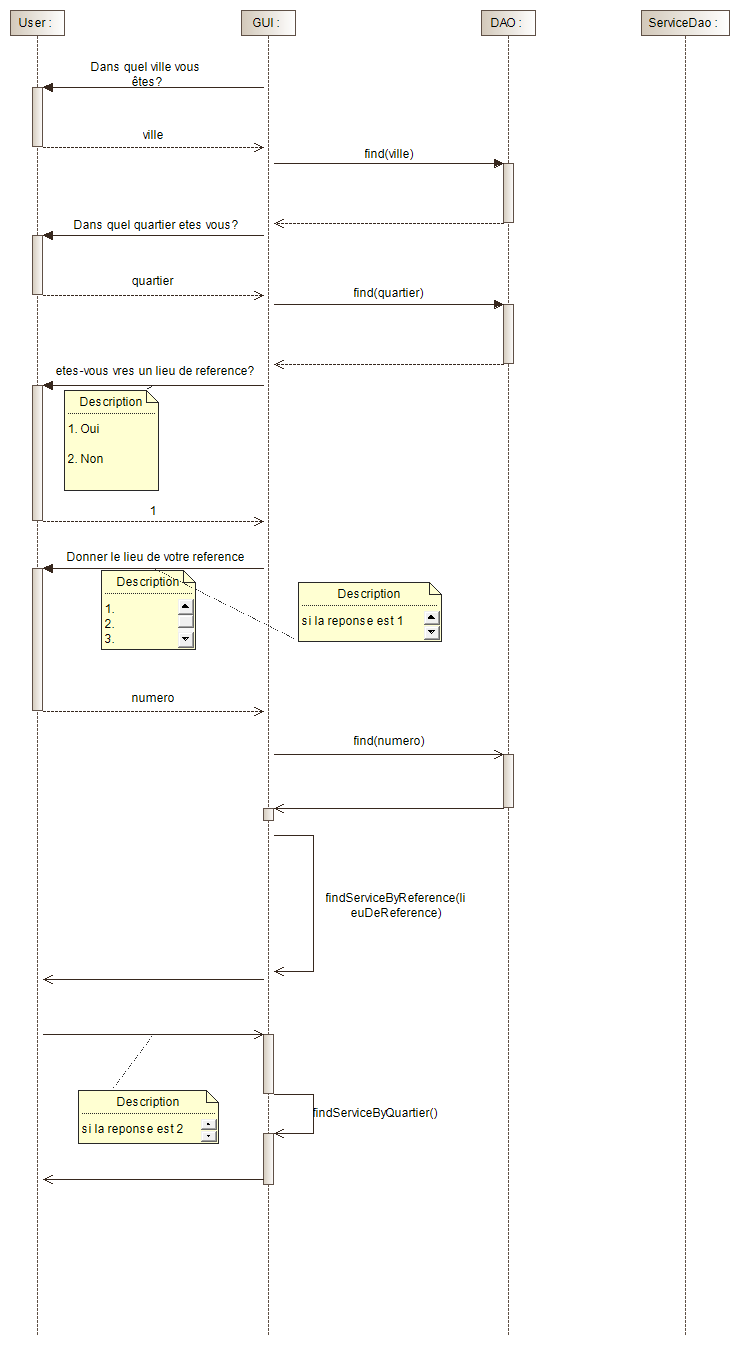 User :
GUI :
DAO :
ServiceDao :
Dans quel ville vous
êtes?
ville
find(ville)
Dans quel quartier etes vous?
quartier
find(quartier)
etes-vous vres un lieu de reference?
Description
1. Oui
2. Non
1
Donner le lieu de votre reference
Description
1.
2.
3.
Description
si la reponse est 1
numero
find(numero)
findServiceByReference(li
euDeReference)
Description
si la reponse est 2
findServiceByQuartier()